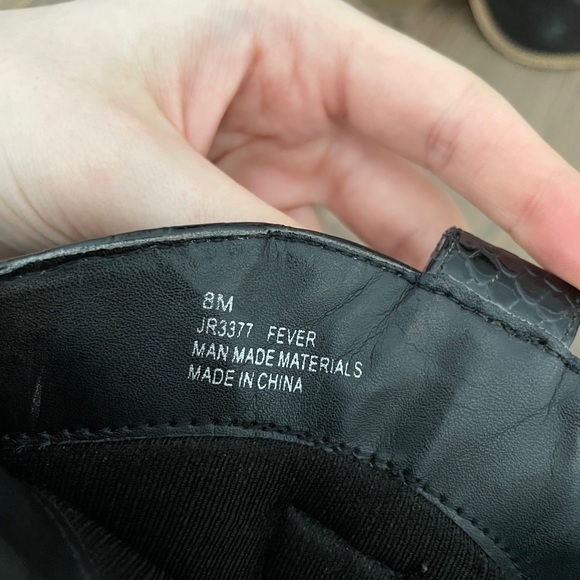 8M
JR3377 FEVER
MAN MADE MATERIALS
MADE IN CHINA